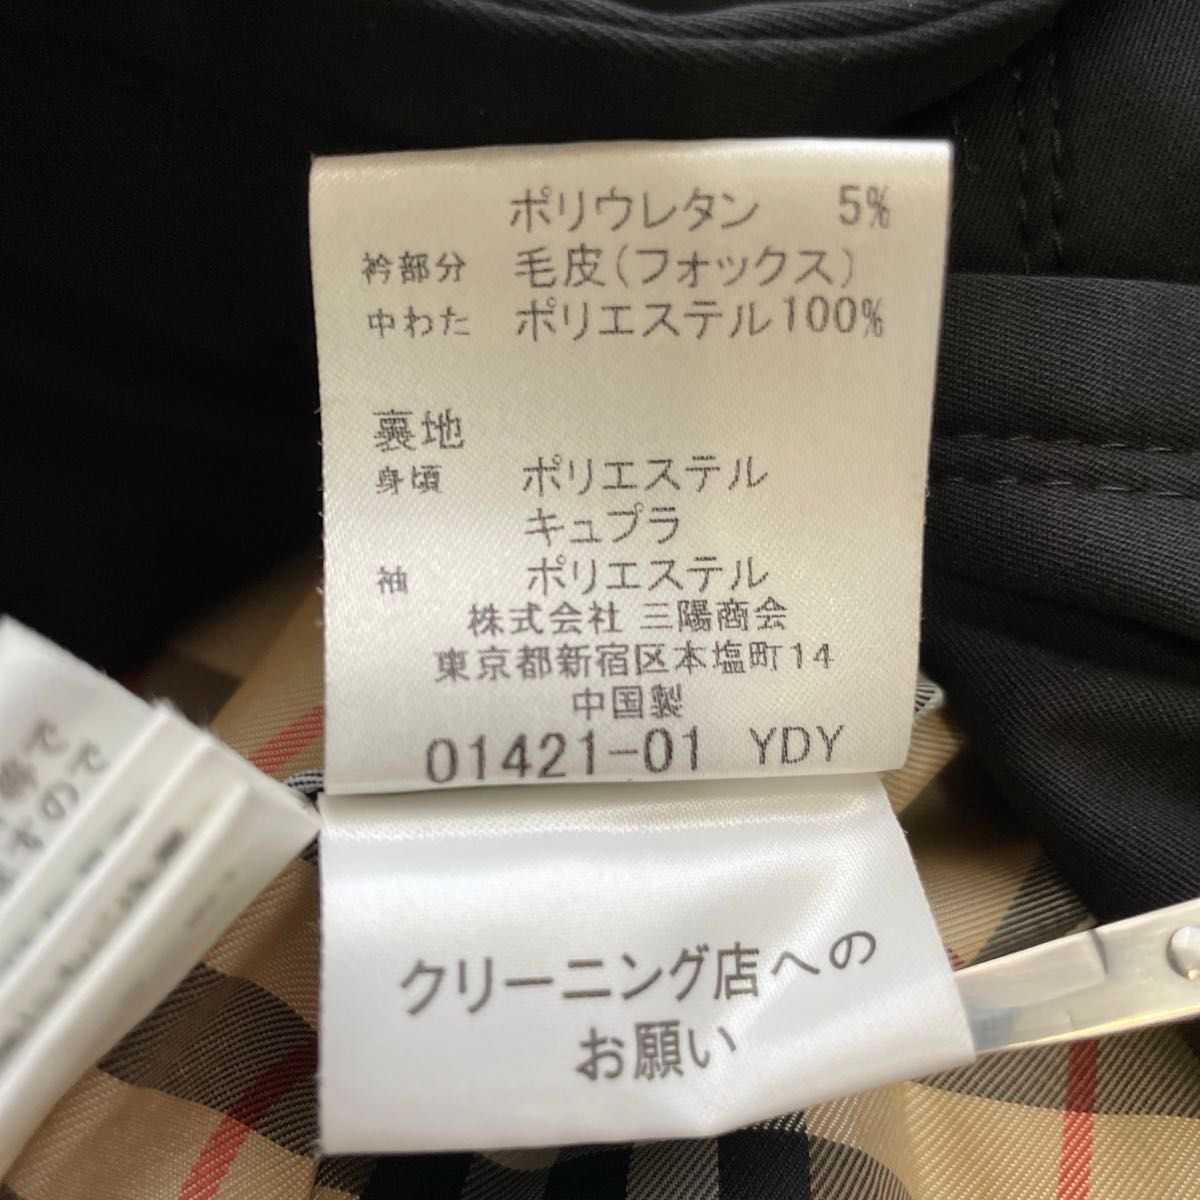 ポリウレタン 5%
衿部分 毛皮(フォックス)
中わた ポリエステル100%
裏地
身頃 ポリエステル
キュプラ
袖 ポリエステル
株式会社 三陽商会
東京都新宿区本塩町14
中国製
01421-01 YDY
クリーニング店への
お願い